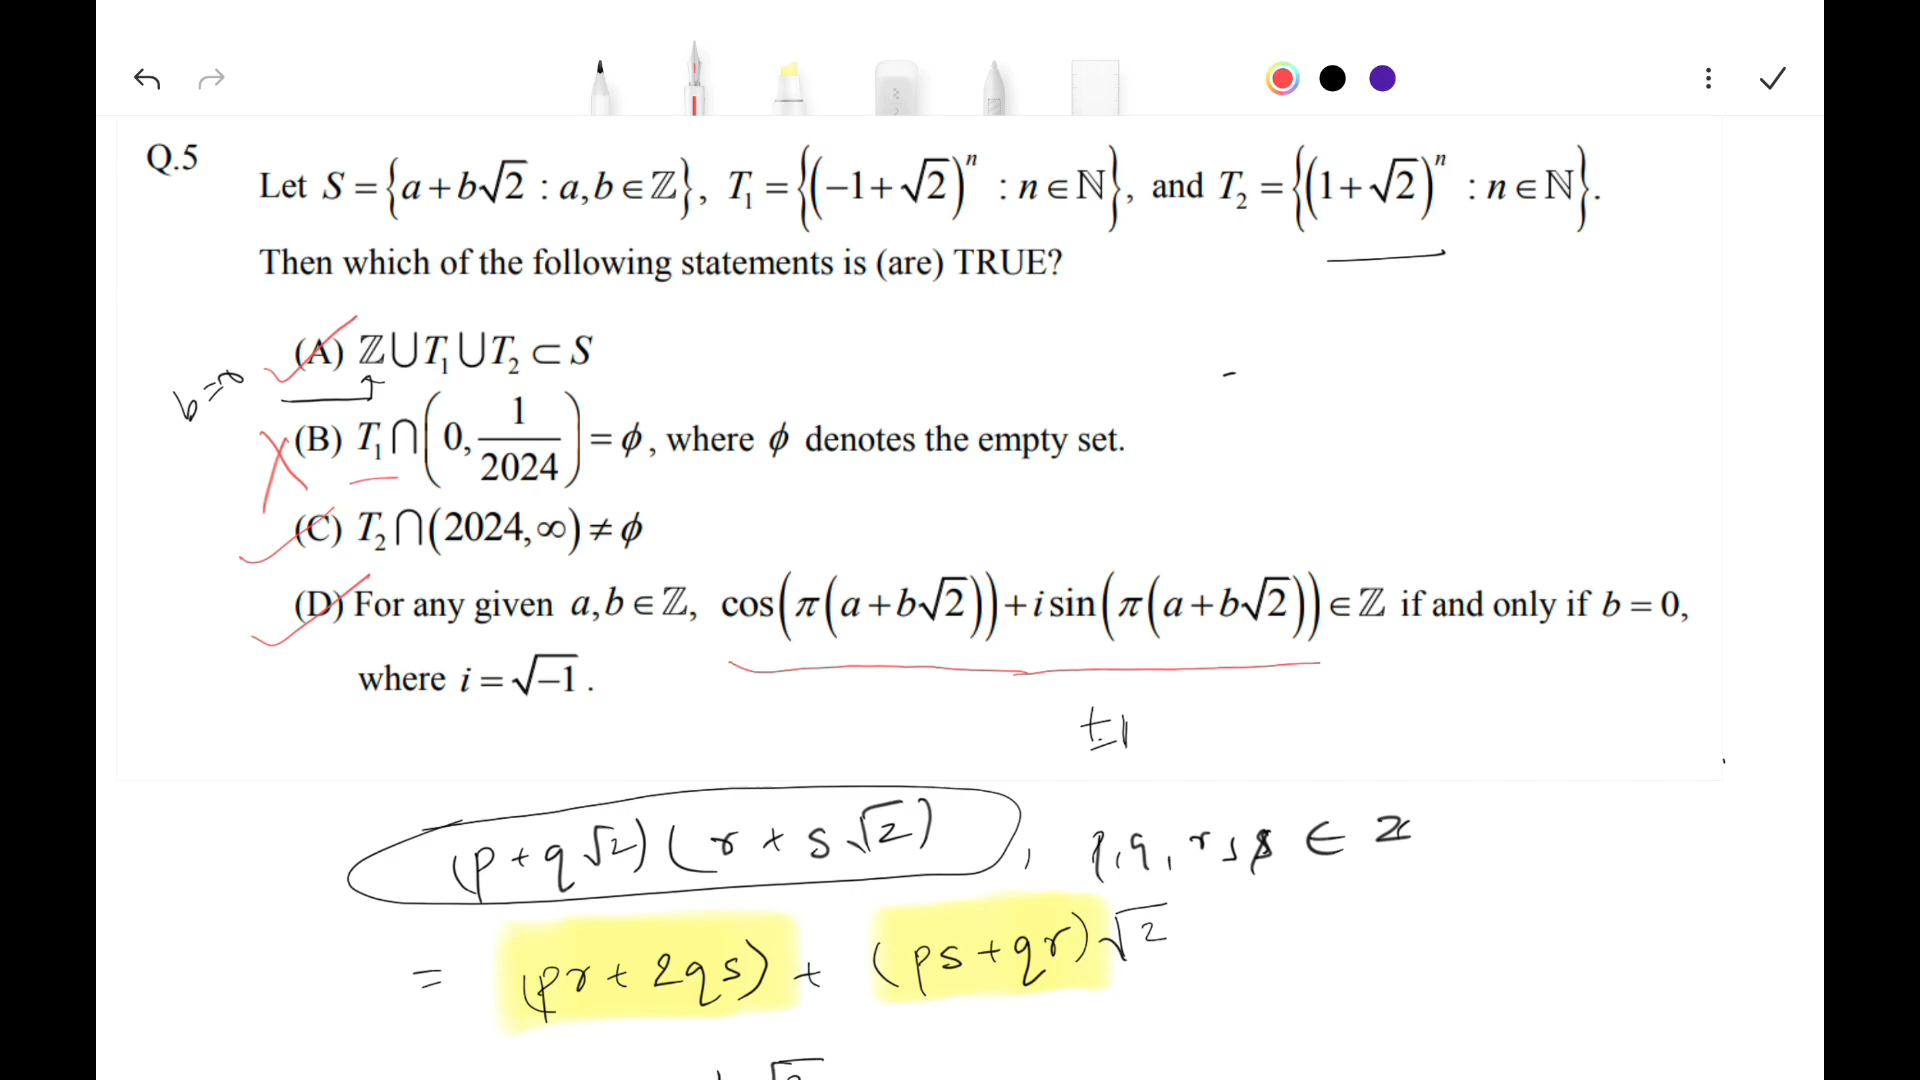 Q.5
Let S = {a + b√2 : a, b ∈ ℤ}, T₁ = {(−1 + √2)ⁿ : n ∈ ℕ}, and T₂ = {(1 + √2)ⁿ : n ∈ ℕ}.
Then which of the following statements is (are) TRUE?
(A) ℤ ⋃ T₁ ⋃ T₂ ⊂ S
b = 0
(B) T₁ ⋂ (0, 1/2024) = ϕ, where ϕ denotes the empty set.
(C) T₂ ⋂ (2024, ∞) ≠ ϕ
(D) For any given a, b ∈ ℤ, cos(π(a + b√2)) + i sin(π(a + b√2)) ∈ ℤ if and only if b = 0,
where i = √−1.
±1
(p + q√2)(r + s√2), p, q, r, s ∈ z
= (pr + 2qs) + (ps + qr)√2